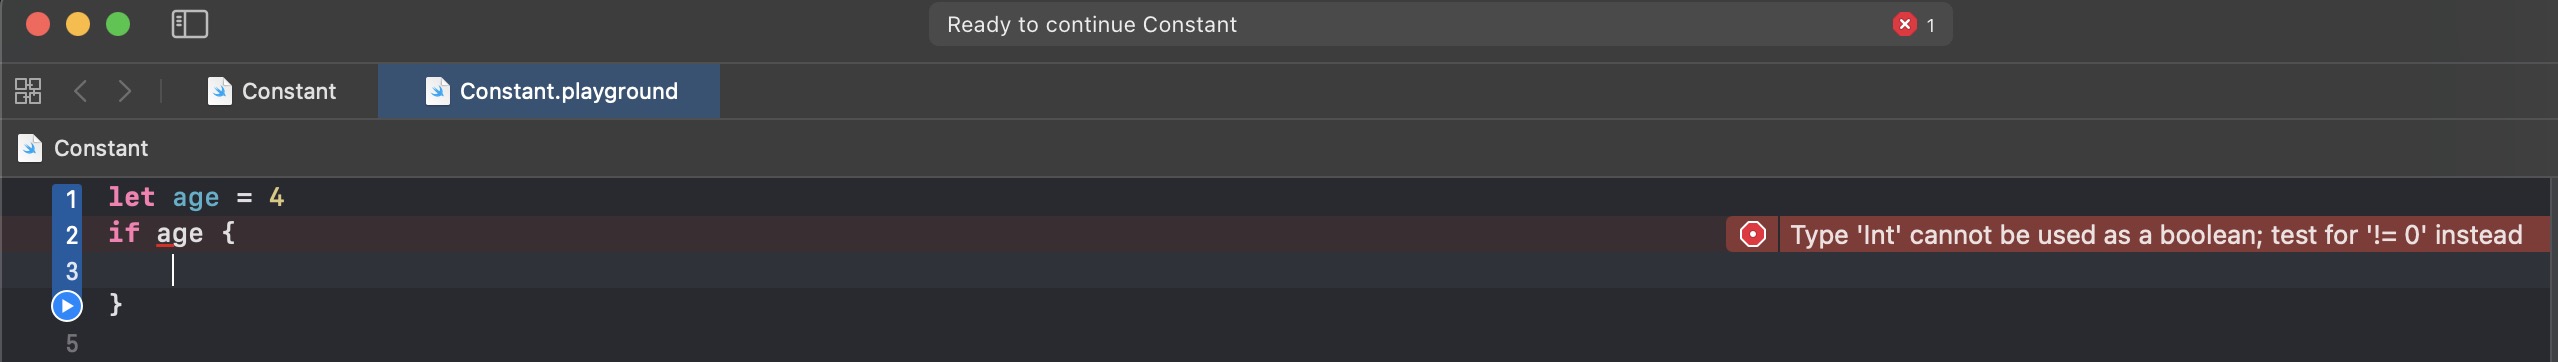 Ready to continue Constant 1
Constant Constant.playground
Constant
1 let age = 4
2 if age { Type 'Int' cannot be used as a boolean; test for '!= 0' instead
3
}
5